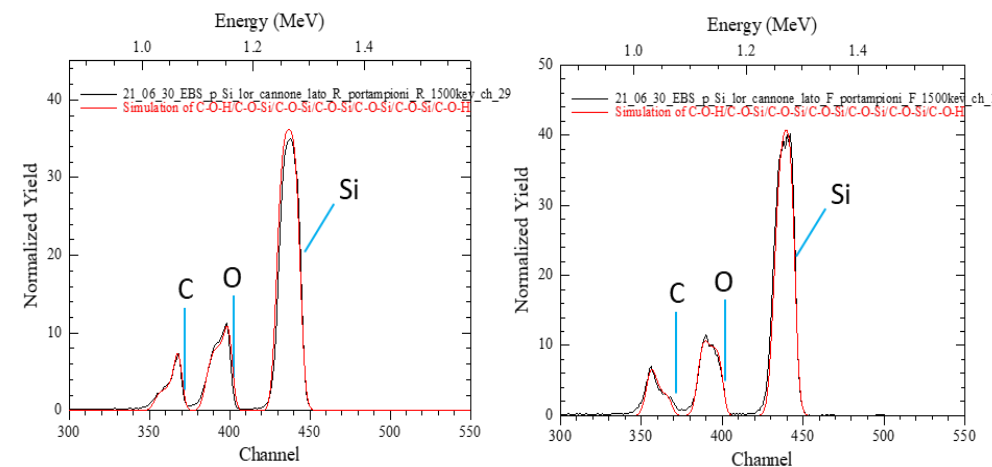 Energy (MeV)
1.0 1.2 1.4
21_06_30_EBS_p_Si_lor_cannone_lato_R_portampioni_R_1500key_ch_29
Simulation of C-O-H/C-O-Si/C-O-Si/C-O-Si/C-O-Si/C-O-Si/C-O-H
Normalized Yield
40
30
20
10
0
C
O
Si
300 350 400 450 500 550
Channel
Energy (MeV)
1.0 1.2 1.4
21_06_30_EBS_p_Si_lor_cannone_lato_F_portampioni_F_1500kev_ch_
Simulation of C-O-H/C-O-Si/C-O-Si/C-O-Si/C-O-Si/C-O-Si/C-O-H
Normalized Yield
50
40
30
20
10
0
C
O
Si
300 350 400 450 500 550
Channel